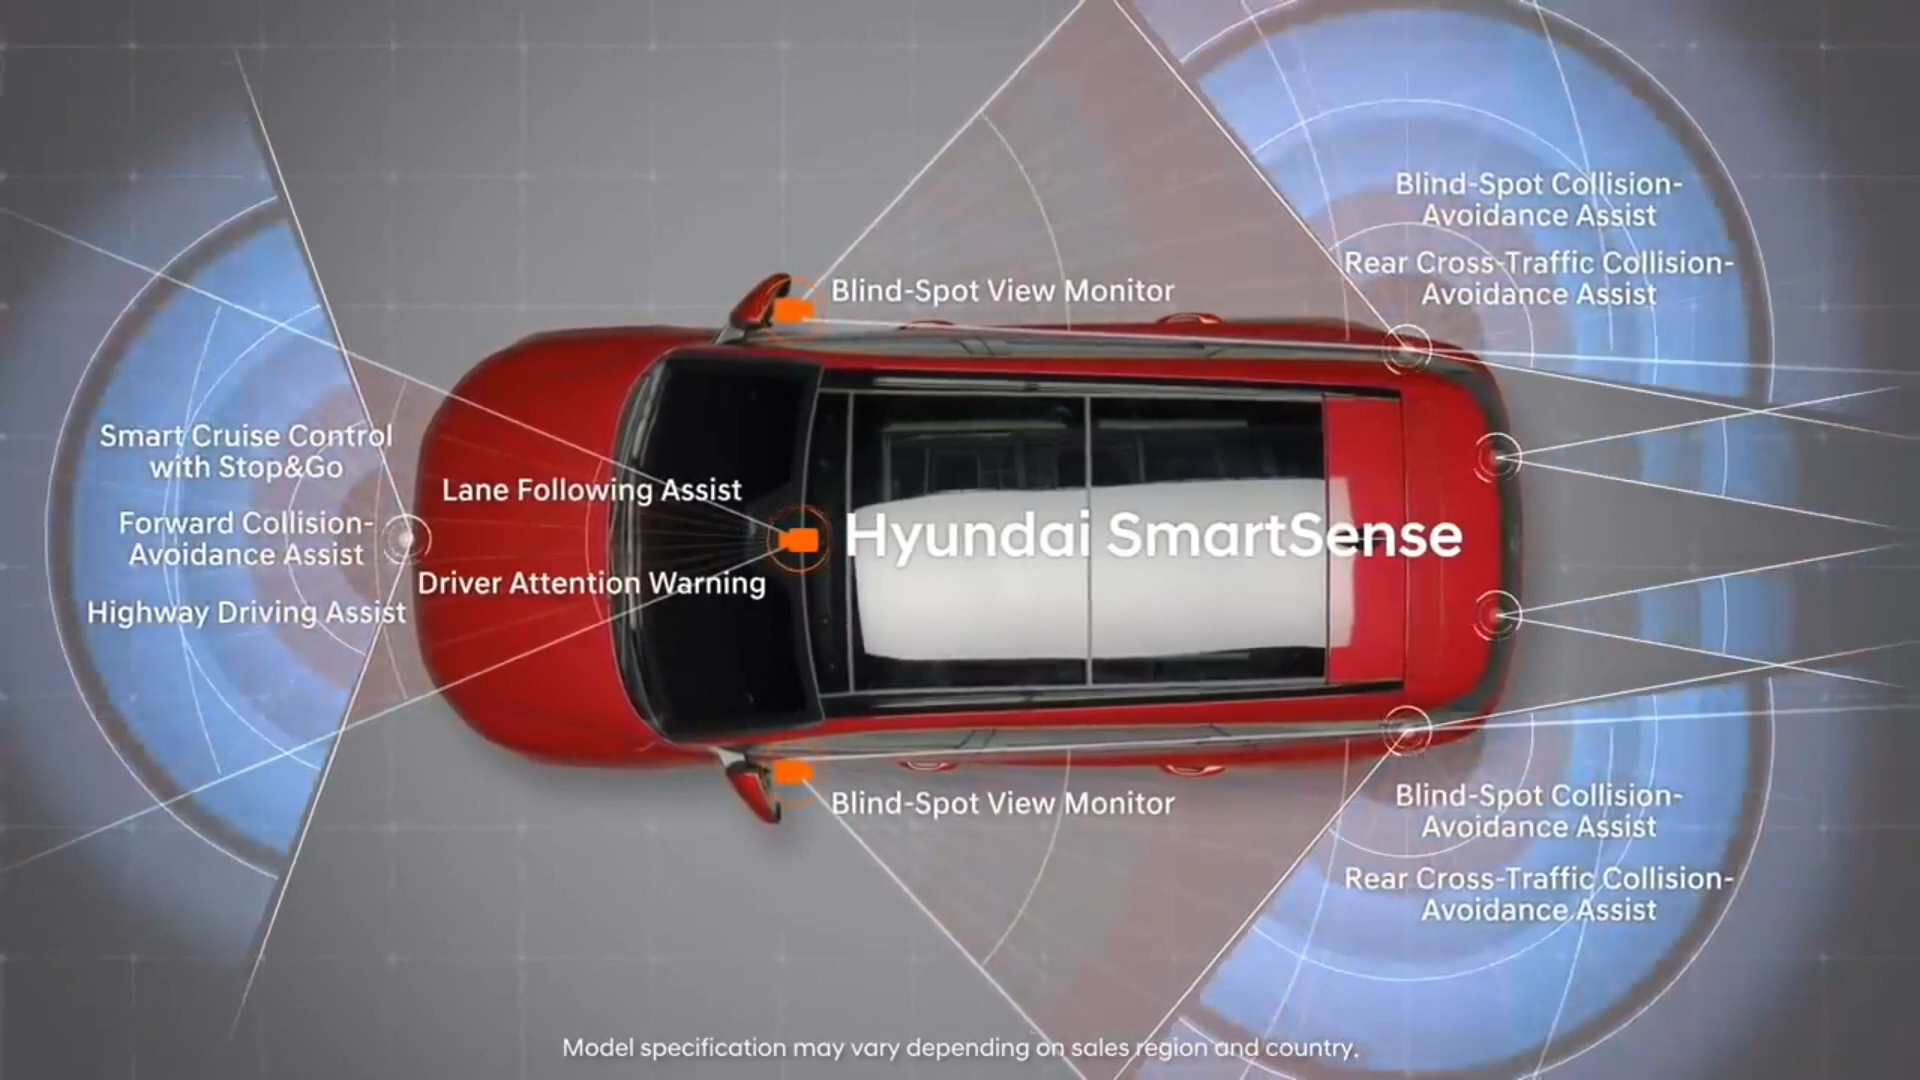 Blind-Spot Collision-
Avoidance Assist
Rear Cross-Traffic Collision-
Avoidance Assist
Blind-Spot View Monitor
Smart Cruise Control
with Stop&Go
Forward Collision-
Avoidance Assist
Highway Driving Assist
Lane Following Assist
Driver Attention Warning
Hyundai SmartSense
Blind-Spot View Monitor
Blind-Spot Collision-
Avoidance Assist
Rear Cross-Traffic Collision-
Avoidance Assist
Model specification may vary depending on sales region and country.